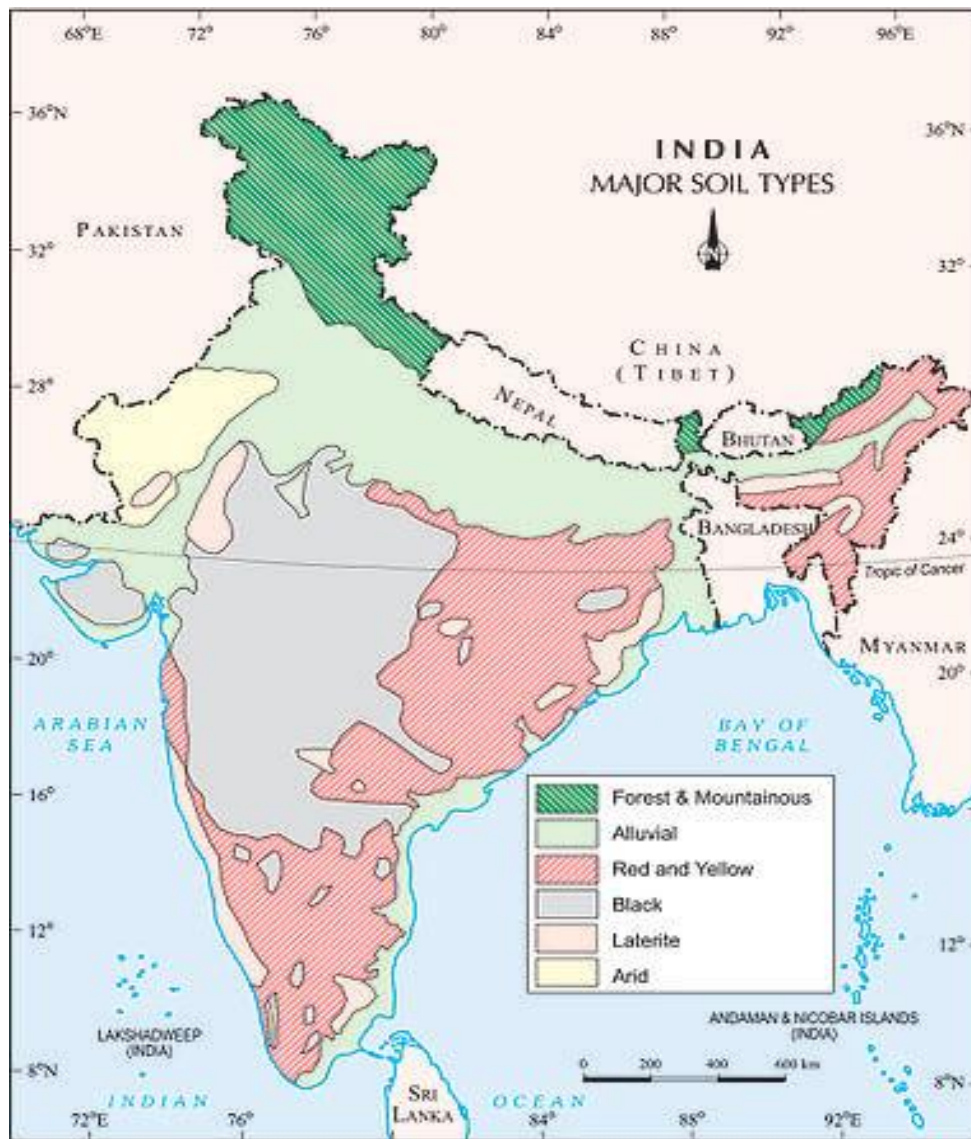 68°E 72° 76° 80° 84° 88° 92° 96°E
36°N
36°N
INDIA
MAJOR SOIL TYPES
N
PAKISTAN
32°
32°
CHINA
(TIBET)
28°
NEPAL
BHUTAN
BANGLADESH
24°
Tropic of Cancer
MYANMAR
20°
20°
ARABIAN
SEA
BAY OF
BENGAL
16°
Forest & Mountainous
Alluvial
Red and Yellow
Black
Laterite
Arid
12°
12°
LAKSHADWEEP
(INDIA)
ANDAMAN & NICOBAR ISLANDS
(INDIA)
0 200 400 600 km
8°N
8°N
INDIAN OCEAN
SRI
LANKA
72°E 76° 84° 88° 92°E